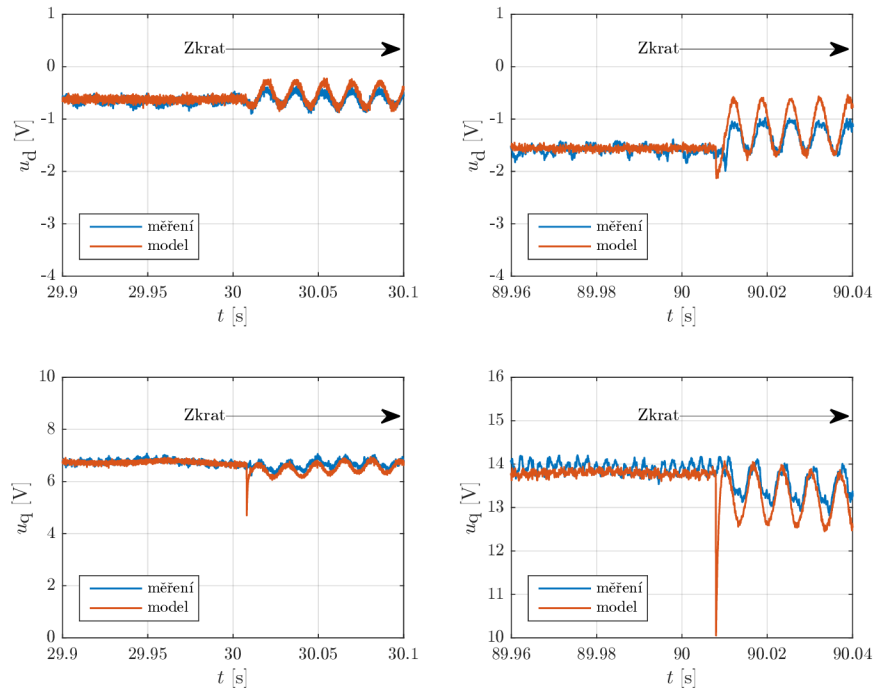 1
0
-1
-2
-3
-4
u_d [V]
Zkrat
měření
model
29.9 29.95 30 30.05 30.1
t [s]
1
0
-1
-2
-3
-4
u_d [V]
Zkrat
měření
model
89.96 89.98 90 90.02 90.04
t [s]
10
8
6
4
2
0
u_q [V]
Zkrat
měření
model
29.9 29.95 30 30.05 30.1
t [s]
16
15
14
13
12
11
10
u_q [V]
Zkrat
měření
model
89.96 89.98 90 90.02 90.04
t [s]